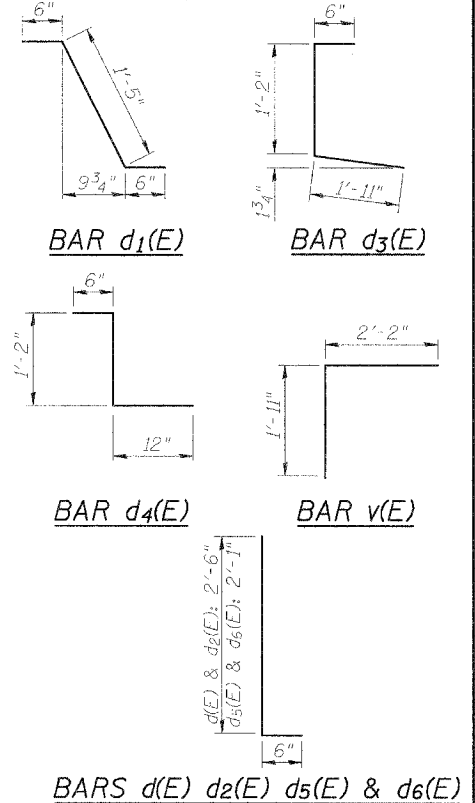 6"
1'-5"
9 3/4"
6"
BAR d1(E)
6"
1'-2"
1 3/4"
1'-11"
BAR d3(E)
6"
1'-2"
12"
BAR d4(E)
2'-2"
1'-11"
BAR v(E)
d(E) & d2(E): 2'-6"
d5(E) & d6(E): 2'-1"
6"
BARS d(E) d2(E) d5(E) & d6(E)